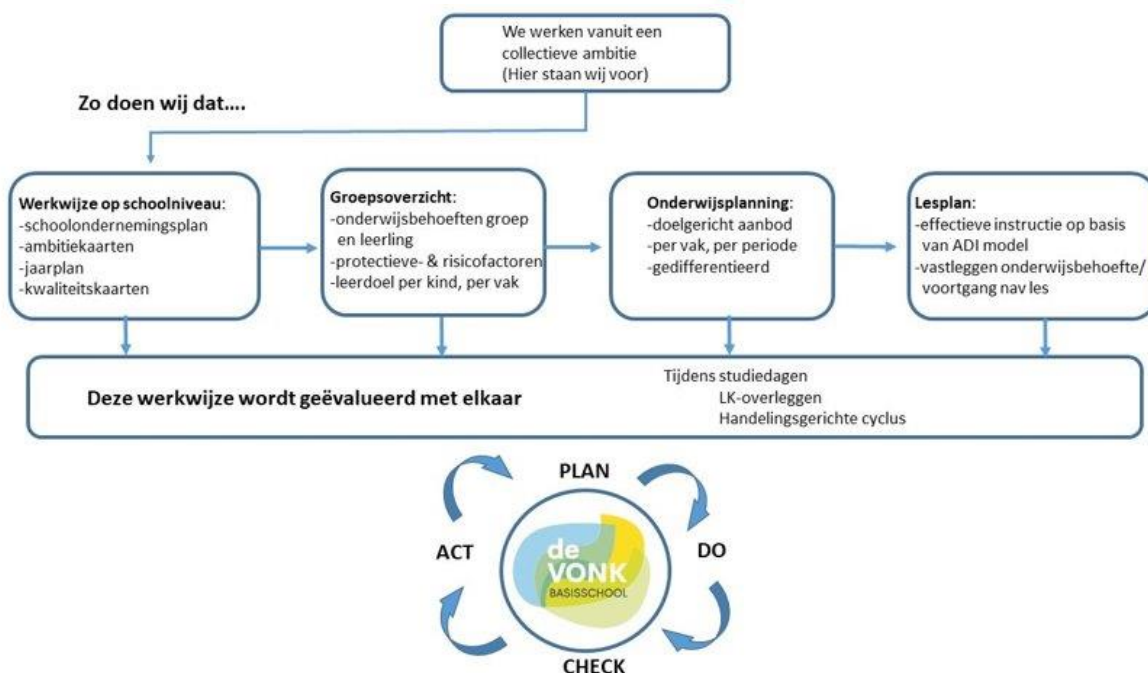 We werken vanuit een
collectieve ambitie
(Hier staan wij voor)
Zo doen wij dat....
Werkwijze op schoolniveau:
-schoolondernemingsplan
-ambitiekaarten
-jaarplan
-kwaliteitskaarten
Groepsoverzicht:
-onderwijsbehoeften groep
en leerling
-protectieve- & risicofactoren
-leerdoel per kind, per vak
Onderwijsplanning:
-doelgericht aanbod
-per vak, per periode
-gedifferentieerd
Lesplan:
-effectieve instructie op basis
van ADI model
-vastleggen onderwijsbehoefte/
voortgang nav les
Deze werkwijze wordt geëvalueerd met elkaar
Tijdens studiedagen
LK-overleggen
Handelingsgerichte cyclus
PLAN
ACT
DO
de
VONK
BASISSCHOOL
CHECK